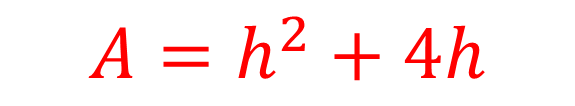 A = h² + 4h